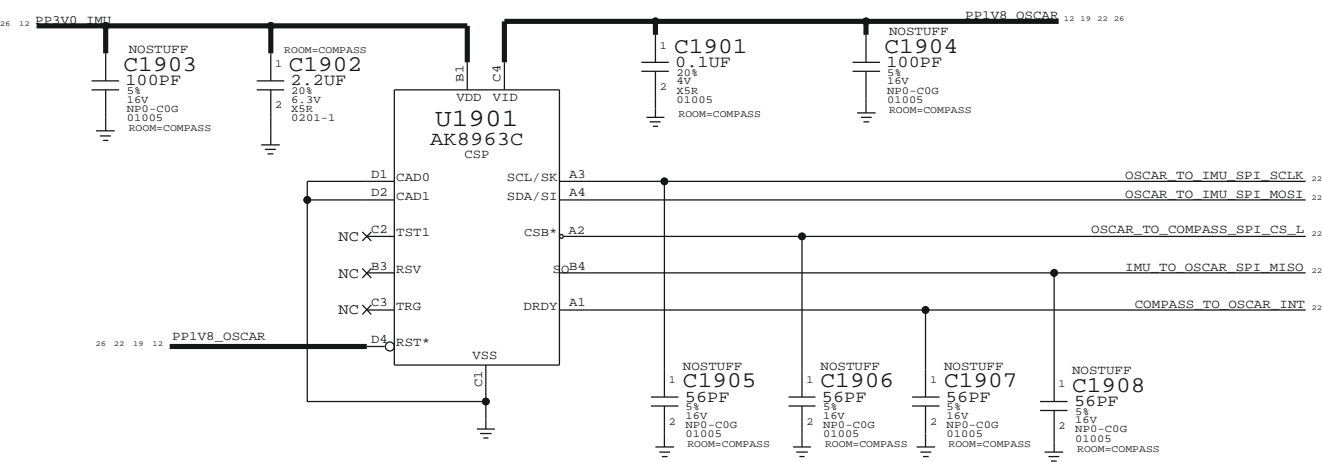 26 12 PP3V0_IMU
PP1V8_OSCAR 12 19 22 26
NOSTUFF
C1903
100PF
5%
16V
NP0-C0G
01005
ROOM=COMPASS
ROOM=COMPASS
1 C1902
2.2UF
20%
2 6.3V
X5R
0201-1
B1
C4
1 C1901
0.1UF
20%
2 4V
X5R
01005
ROOM=COMPASS
NOSTUFF
C1904
100PF
5%
16V
NP0-C0G
01005
ROOM=COMPASS
VDD VID
U1901
AK8963C
CSP
D1 CAD0 SCL/SK A3 OSCAR_TO_IMU_SPI_SCLK 22
D2 CAD1 SDA/SI A4 OSCAR_TO_IMU_SPI_MOSI 22
NC C2 TST1 CSB* A2 OSCAR_TO_COMPASS_SPI_CS_L 22
NC B3 RSV SO B4 IMU_TO_OSCAR_SPI_MISO 22
NC C3 TRG DRDY A1 COMPASS_TO_OSCAR_INT 22
26 22 19 12 PP1V8_OSCAR D4 RST*
VSS
C1
NOSTUFF
1 C1905
56PF
5%
16V
2 NP0-C0G
01005
ROOM=COMPASS
NOSTUFF
1 C1906
56PF
5%
16V
2 NP0-C0G
01005
ROOM=COMPASS
NOSTUFF
1 C1907
56PF
5%
16V
2 NP0-C0G
01005
ROOM=COMPASS
NOSTUFF
1 C1908
56PF
5%
16V
2 NP0-C0G
01005
ROOM=COMPASS